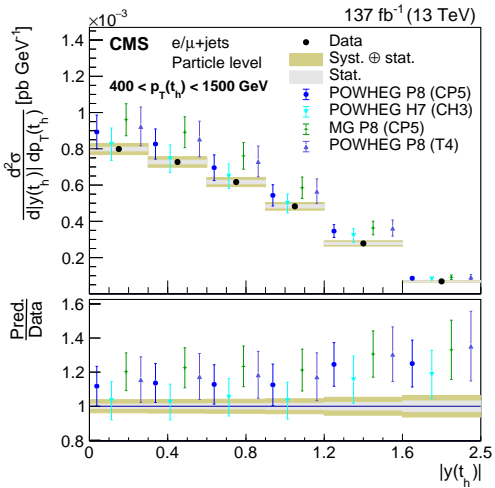 137 fb⁻¹ (13 TeV)
×10⁻³
CMS e/μ+jets
Particle level
400 < p_T(t_h) < 1500 GeV
Data
Syst. ⊕ stat.
Stat.
POWHEG P8 (CP5)
POWHEG H7 (CH3)
MG P8 (CP5)
POWHEG P8 (T4)
d²σ / d|y(t_h)| dp_T(t_h) [pb GeV⁻¹]
1.4
1.2
1
0.8
0.6
0.4
0.2
Pred. / Data
1.6
1.4
1.2
1.0
0.8
0 0.4 0.8 1.2 1.6 2.5
|y(t_h)|